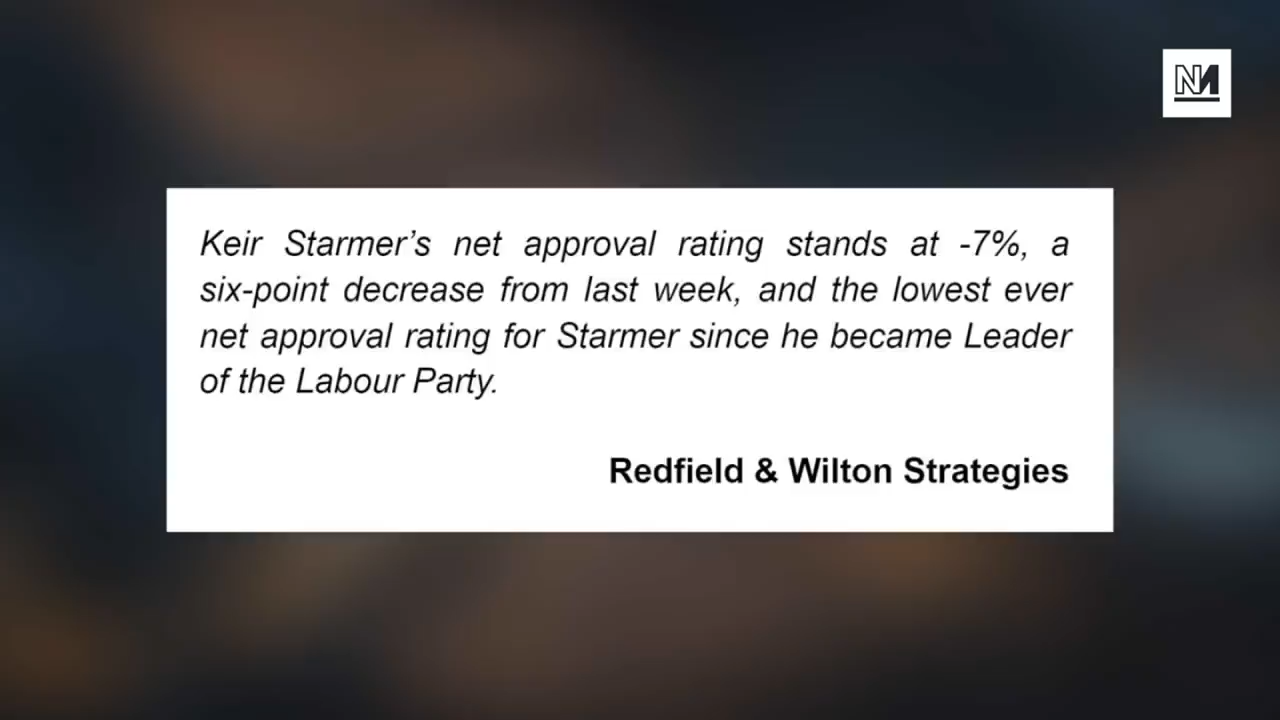 NM
Keir Starmer’s net approval rating stands at -7%, a
six-point decrease from last week, and the lowest ever
net approval rating for Starmer since he became Leader
of the Labour Party.
Redfield & Wilton Strategies